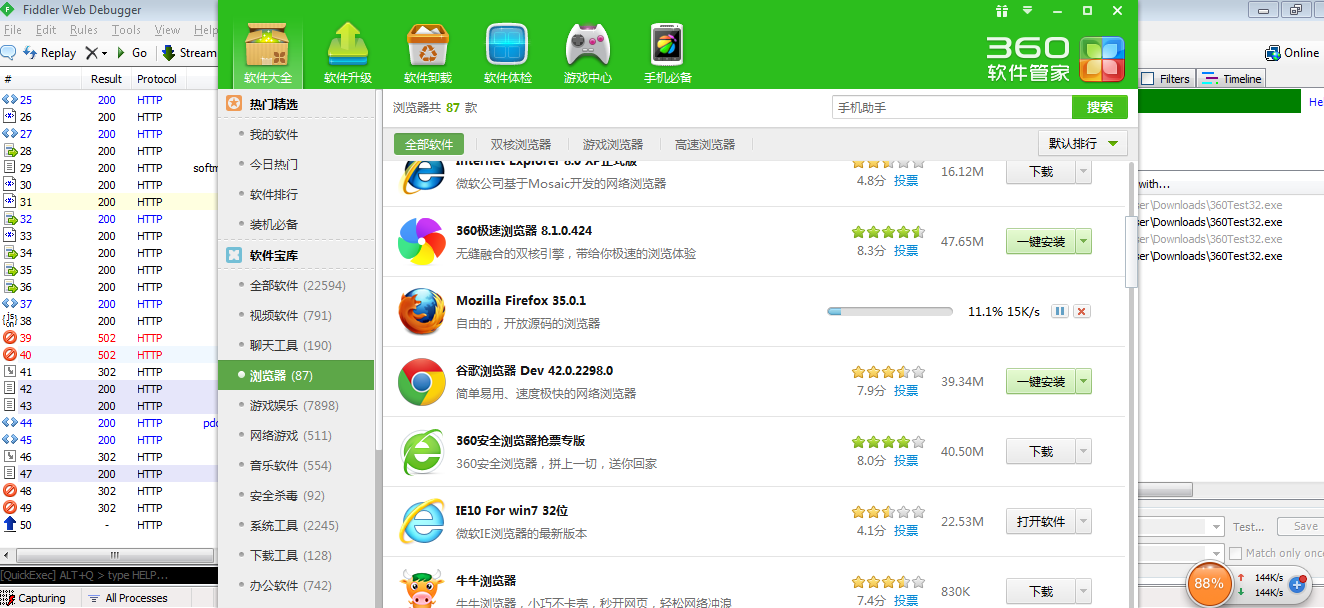 Fiddler Web Debugger
File Edit Rules Tools View Help
Replay Go Stream
# Result Protocol
25 200 HTTP
26 200 HTTP
27 200 HTTP
28 200 HTTP
29 200 HTTP softm
30 200 HTTP
31 200 HTTP
32 200 HTTP
33 200 HTTP
34 200 HTTP
35 200 HTTP
36 200 HTTP
37 200 HTTP
38 200 HTTP
39 502 HTTP
40 502 HTTP
41 302 HTTP
42 200 HTTP
43 200 HTTP
44 200 HTTP pdc
45 200 HTTP
46 302 HTTP
47 200 HTTP
48 302 HTTP
49 302 HTTP
50 - HTTP
[QuickExec] ALT+Q > type HELP...
Capturing All Processes
软件大全 软件升级 软件卸载 软件体检 游戏中心 手机必备
360
软件管家
热门精选
我的软件
今日热门
软件排行
装机必备
软件宝库
全部软件 (22594)
视频软件 (791)
聊天工具 (190)
浏览器 (87)
游戏娱乐 (7898)
网络游戏 (511)
音乐软件 (554)
安全杀毒 (92)
系统工具 (2245)
下载工具 (128)
办公软件 (742)
浏览器共 87 款
手机助手 搜索
全部软件 双核浏览器 游戏浏览器 高速浏览器 默认排行
Internet Explorer 8.0 XP正式版
微软公司基于Mosaic开发的网络浏览器
4.8分 投票 16.12M 下载
360极速浏览器 8.1.0.424
无缝融合的双核引擎，带给你极速的浏览体验
8.3分 投票 47.65M 一键安装
Mozilla Firefox 35.0.1
自由的，开放源码的浏览器
11.1% 15K/s
谷歌浏览器 Dev 42.0.2298.0
简单易用、速度极快的网络浏览器
7.9分 投票 39.34M 一键安装
360安全浏览器抢票专版
360安全浏览器，拼上一切，送你回家
8.0分 投票 40.50M 下载
IE10 For win7 32位
微软IE浏览器的最新版本
4.1分 投票 22.53M 打开软件
牛牛浏览器
牛牛浏览器，小巧不卡壳，秒开网页，轻松网络冲浪
7.4分 投票 830K 下载
Online
Filters Timeline
He
with...
ser\Downloads\360Test32.exe
ser\Downloads\360Test32.exe
ser\Downloads\360Test32.exe
ser\Downloads\360Test32.exe
Test... Save
Match only once
88% 144K/s
144K/s